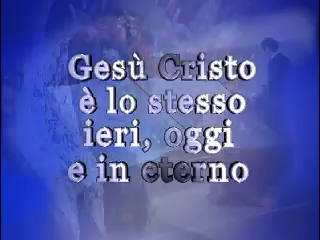 Gesù Cristo
è lo stesso
ieri, oggi
e in eterno